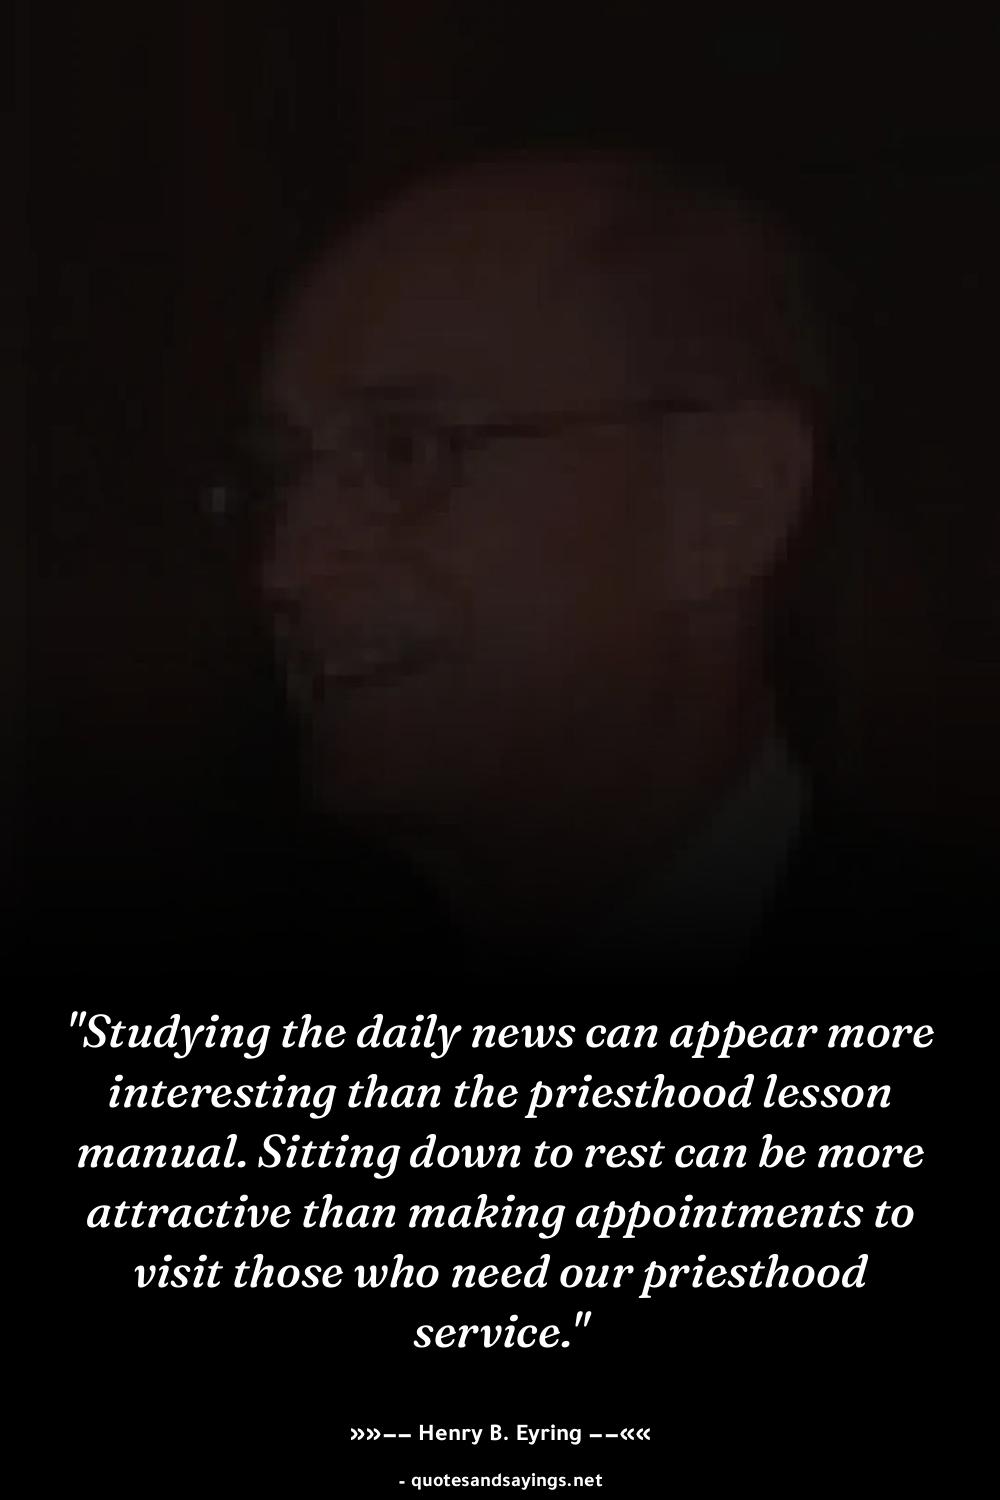 "Studying the daily news can appear more
interesting than the priesthood lesson
manual. Sitting down to rest can be more
attractive than making appointments to
visit those who need our priesthood
service."
»»–– Henry B. Eyring ––««
- quotesandsayings.net